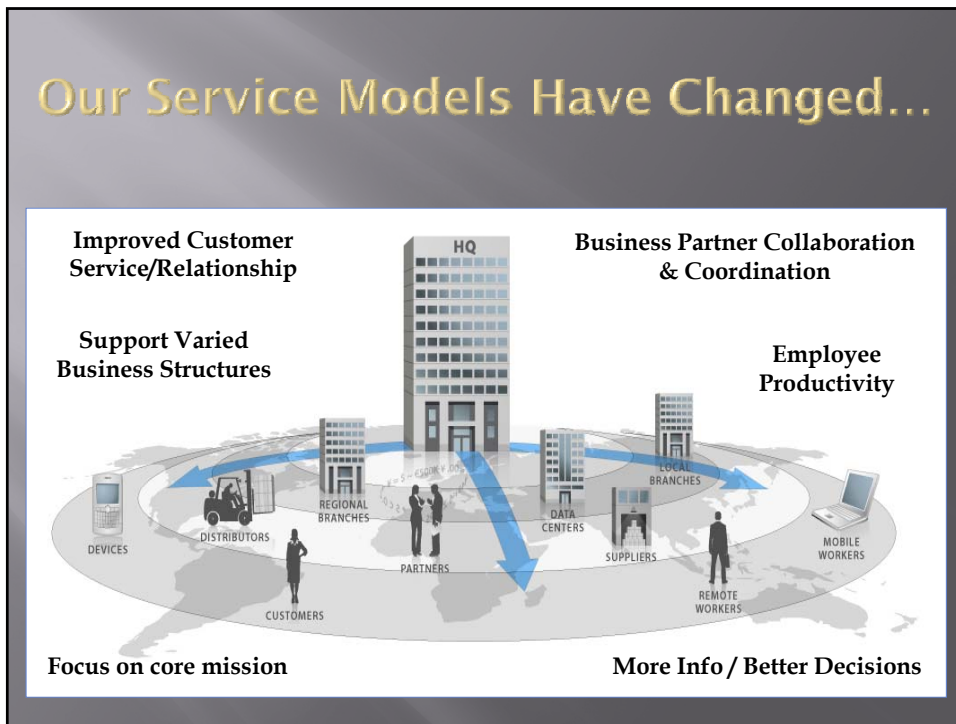 Our Service Models Have Changed...
Improved Customer
Service/Relationship
HQ
Business Partner Collaboration
& Coordination
Support Varied
Business Structures
Employee
Productivity
LOCAL
BRANCHES
REGIONAL
BRANCHES
DATA
CENTERS
DEVICES
DISTRIBUTORS
PARTNERS
SUPPLIERS
MOBILE
WORKERS
CUSTOMERS
REMOTE
WORKERS
Focus on core mission
More Info / Better Decisions